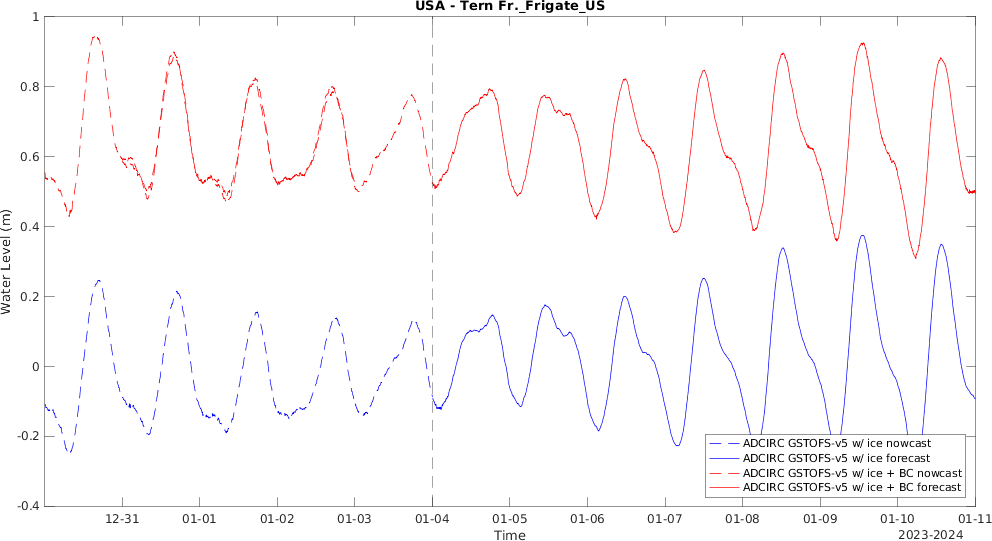 USA - Tern Fr._Frigate_US
1
0.8
0.6
0.4
0.2
0
-0.2
-0.4
Water Level (m)
ADCIRC GSTOFS-v5 w/ ice nowcast
ADCIRC GSTOFS-v5 w/ ice forecast
ADCIRC GSTOFS-v5 w/ ice + BC nowcast
ADCIRC GSTOFS-v5 w/ ice + BC forecast
12-31 01-01 01-02 01-03 01-04 01-05 01-06 01-07 01-08 01-09 01-10 01-11
Time
2023-2024